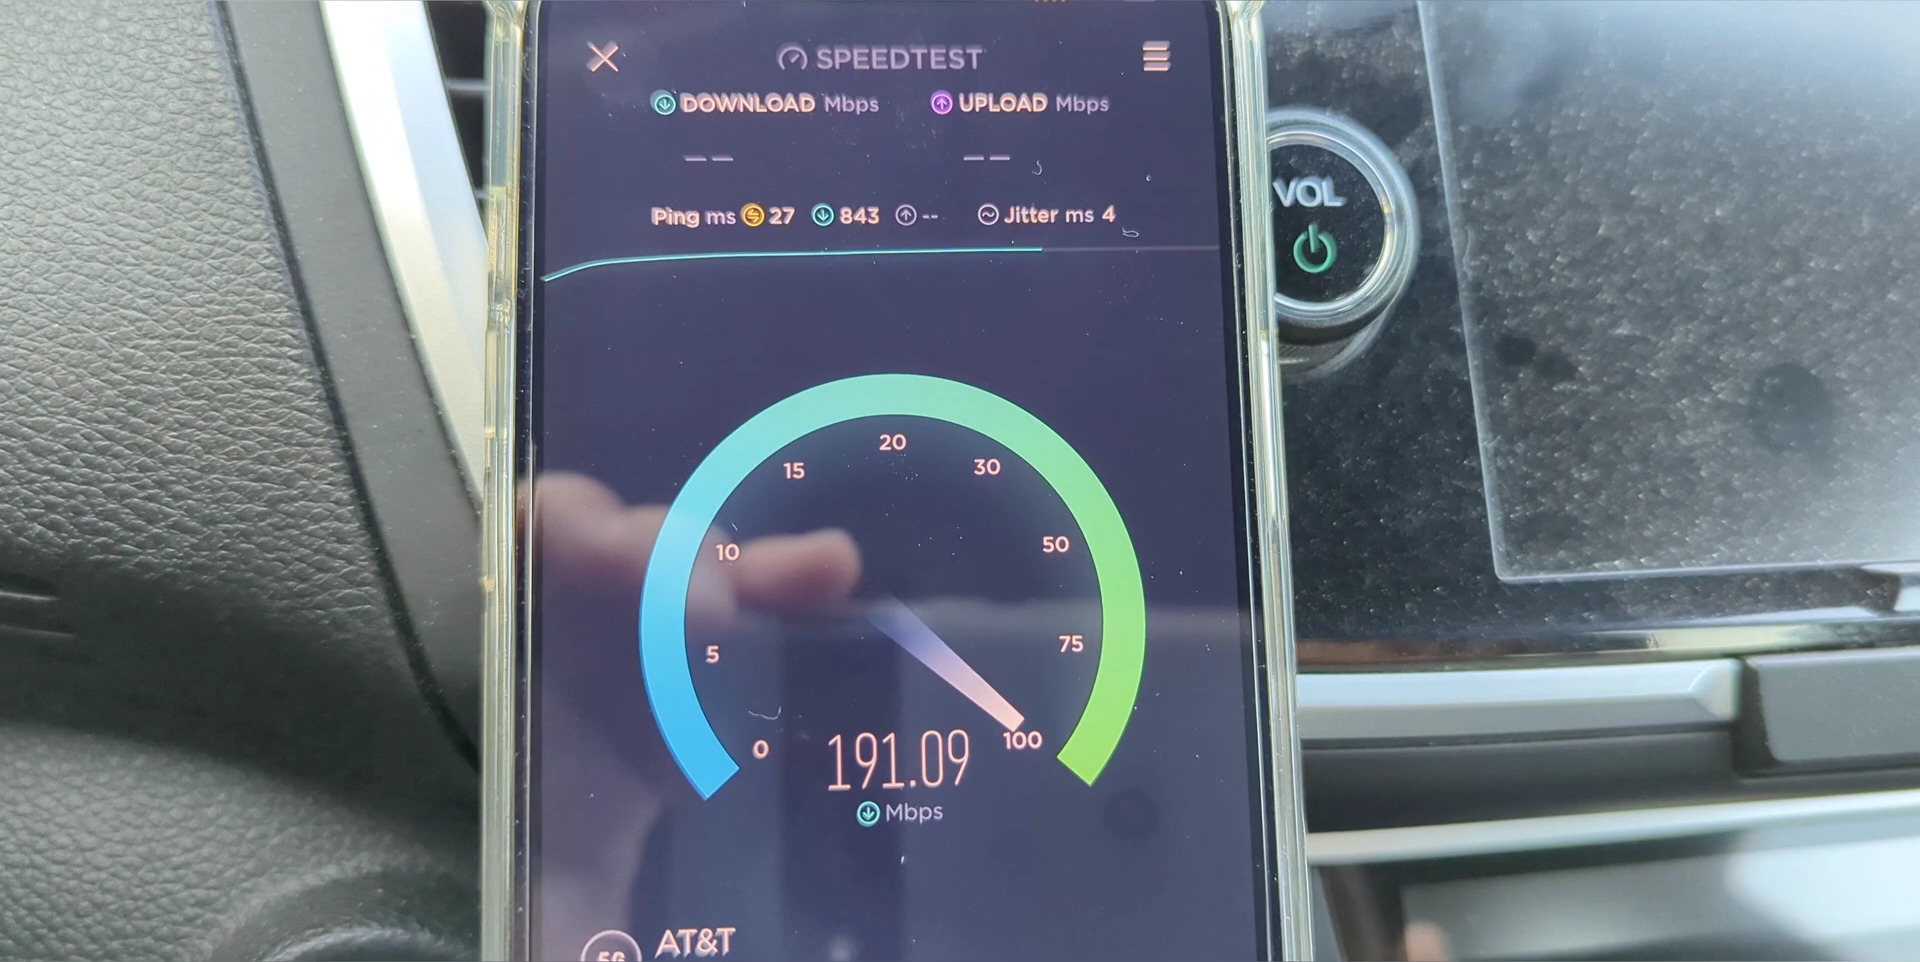 SPEEDTEST
DOWNLOAD Mbps UPLOAD Mbps
-- --
Ping ms 27 843 -- Jitter ms 4
VOL
20
15 30
10 50
5 75
0 191.09 100
Mbps
5G AT&T